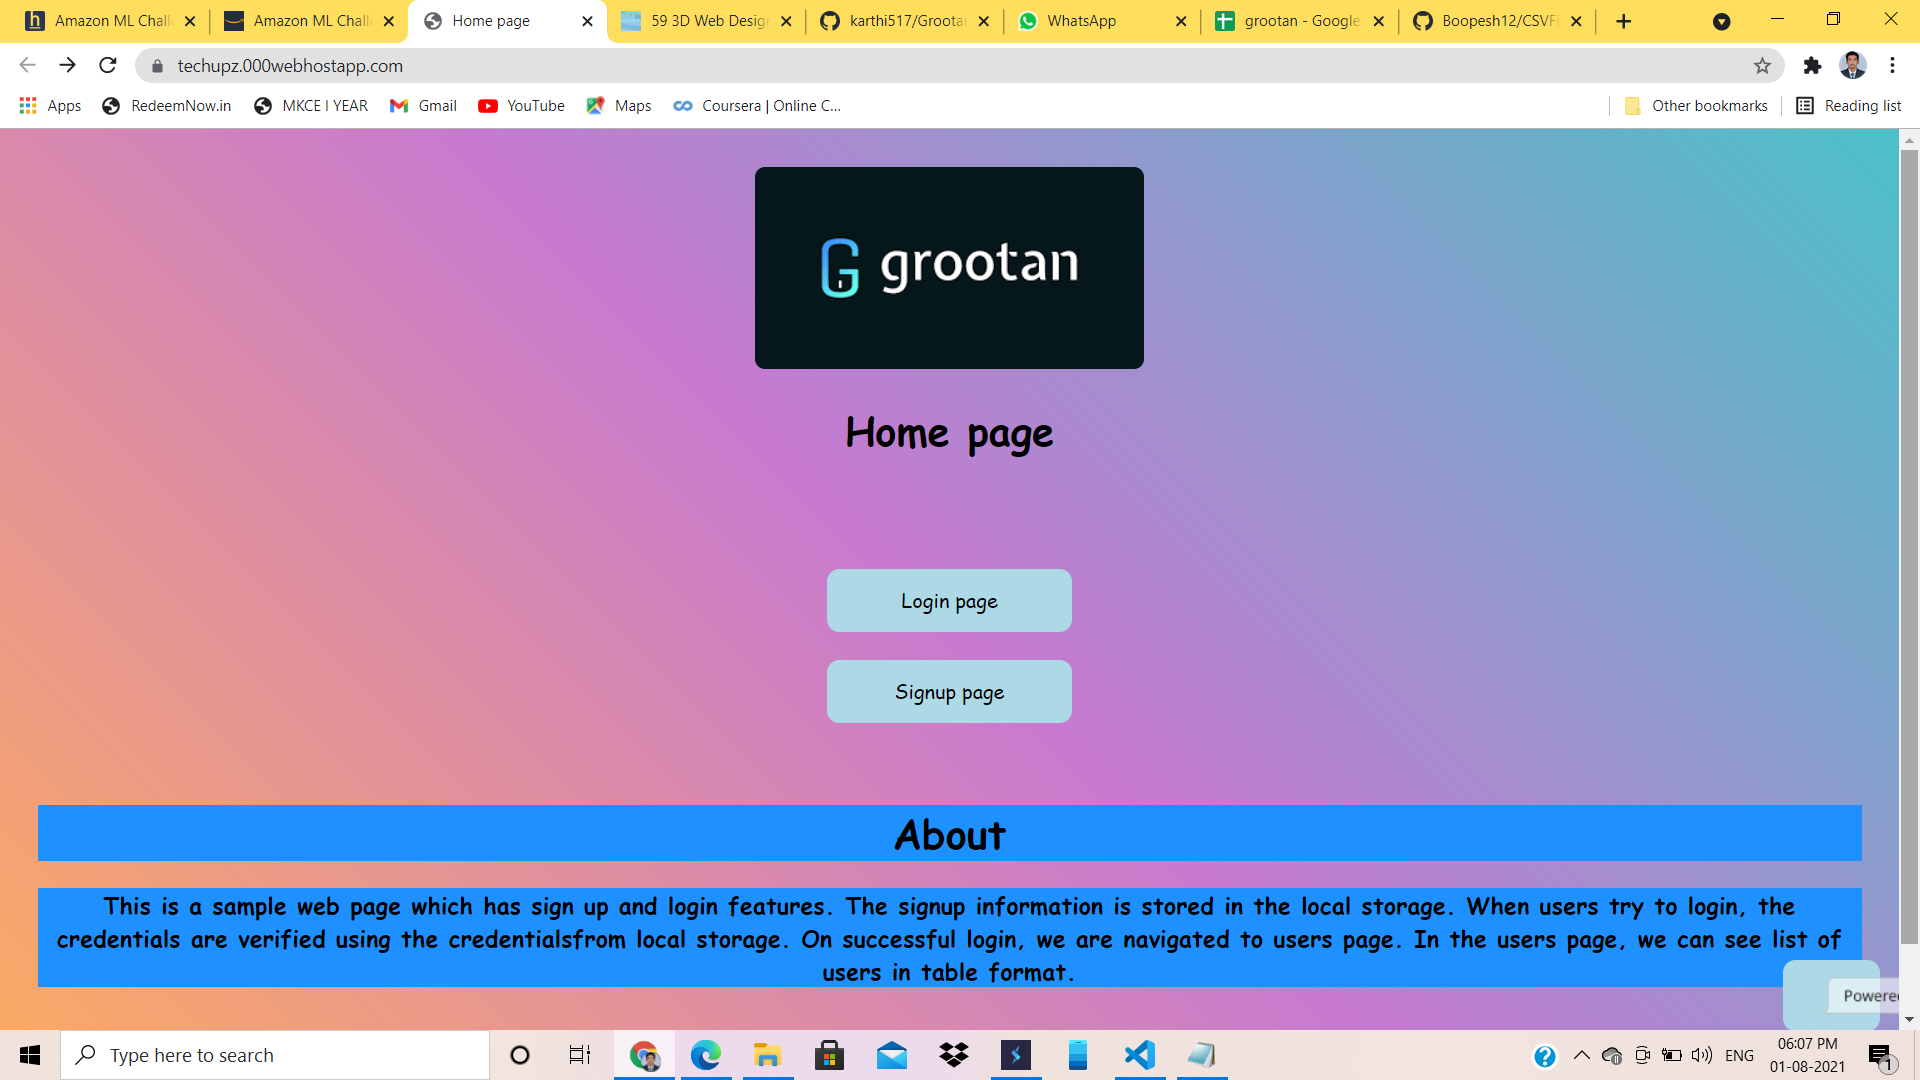 Amazon ML Chall
Amazon ML Chall
Home page
59 3D Web Design
karthi517/Grootan
WhatsApp
grootan - Google
Boopesh12/CSVFi
techupz.000webhostapp.com
Apps
RedeemNow.in
MKCE I YEAR
Gmail
YouTube
Maps
Coursera | Online C...
Other bookmarks
Reading list
G grootan
Home page
Login page
Signup page
About
This is a sample web page which has sign up and login features. The signup information is stored in the local storage. When users try to login, the
credentials are verified using the credentialsfrom local storage. On successful login, we are navigated to users page. In the users page, we can see list of
users in table format.
Powered
Type here to search
ENG
06:07 PM
01-08-2021
1